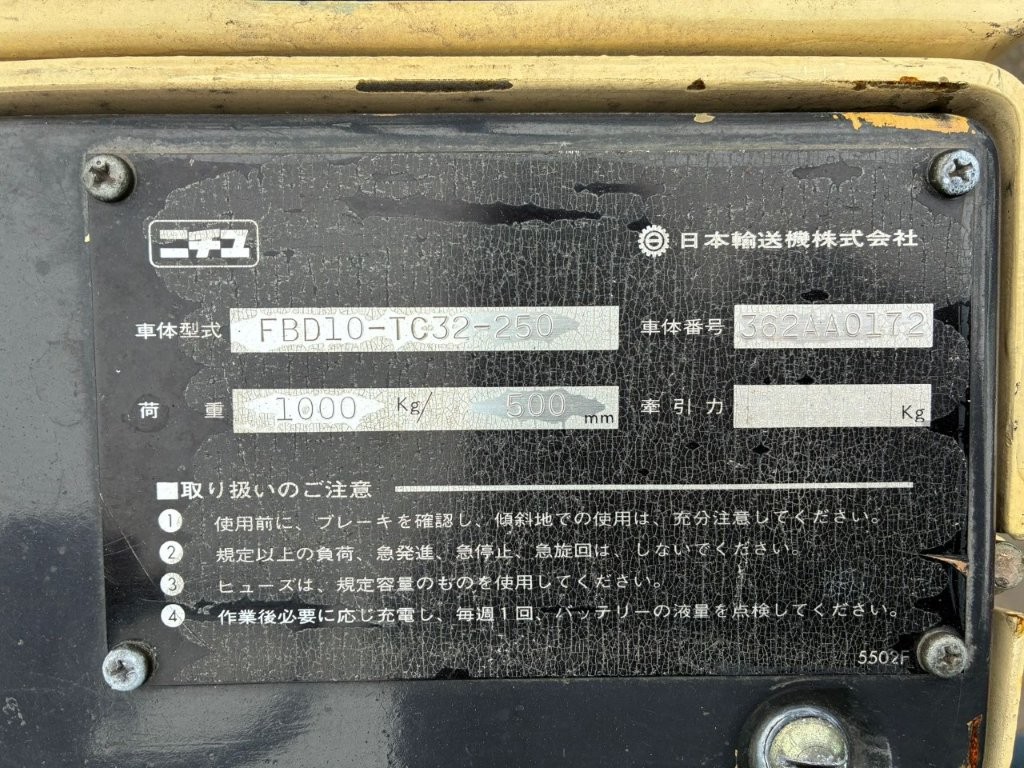 ニチユ
日本輸送機株式会社
車体型式 FBD10-TC32-250 車体番号 382AA0172
荷重 1000 Kg/ 500 mm 牽引力 Kg
■取り扱いのご注意
① 使用前に、ブレーキを確認し、傾斜地での使用は、充分注意してください。
② 規定以上の負荷、急発進、急停止、急旋回は、しないでください。
③ ヒューズは、規定容量のものを使用してください。
④ 作業後必要に応じ充電し、毎週1回、バッテリーの液量を点検してください。
5502F